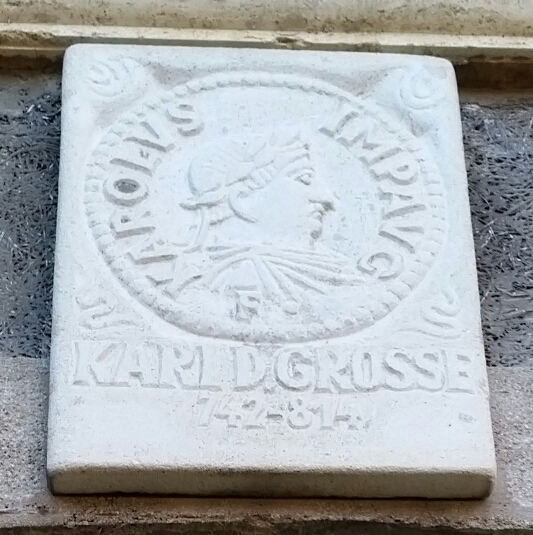 KAROLVS IMP AVG
F
KARL D. GROSSE
742-814